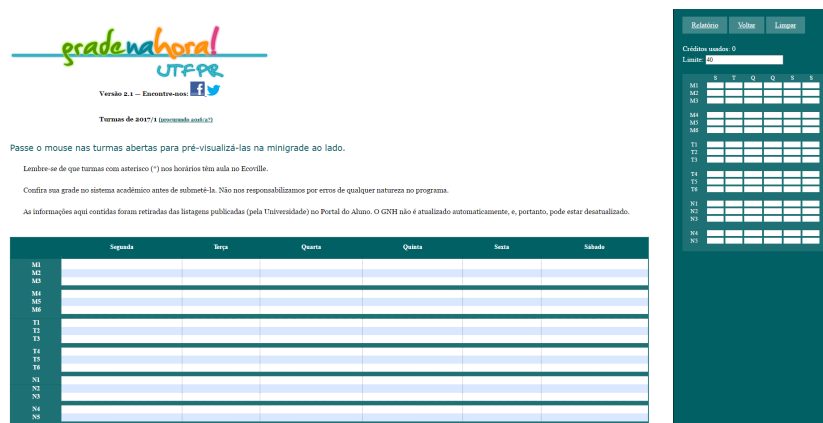 gradenahora!
UTFPR
Versão 2.1 — Encontre-nos:
Turmas de 2017/1 (procurando 2016/2?)
Passe o mouse nas turmas abertas para pré-visualizá-las na minigrade ao lado.
Lembre-se de que turmas com asterisco (*) nos horários têm aula no Ecoville.
Confira sua grade no sistema acadêmico antes de submetê-la. Não nos responsabilizamos por erros de qualquer natureza no programa.
As informações aqui contidas foram retiradas das listagens publicadas (pela Universidade) no Portal do Aluno. O GNH não é atualizado automaticamente, e, portanto, pode estar desatualizado.
Segunda Terça Quarta Quinta Sexta Sábado
M1
M2
M3
M4
M5
M6
T1
T2
T3
T4
T5
T6
N1
N2
N3
N4
N5
Relatório Voltar Limpar
Créditos usados: 0
Limite: 40
S T Q Q S S
M1
M2
M3
M4
M5
M6
T1
T2
T3
T4
T5
T6
N1
N2
N3
N4
N5